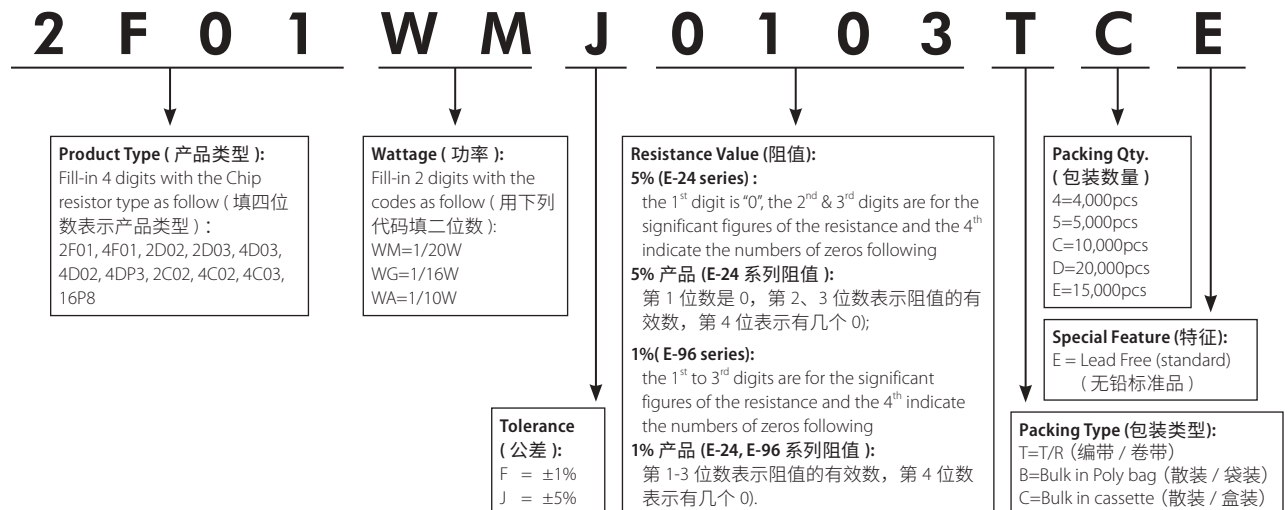 2 F 0 1 W M J 0 1 0 3 T C E
Product Type ( 产品类型 ):
Fill-in 4 digits with the Chip
resistor type as follow ( 填四位
数表示产品类型 ) :
2F01, 4F01, 2D02, 2D03, 4D03,
4D02, 4DP3, 2C02, 4C02, 4C03,
16P8
Wattage ( 功率 ):
Fill-in 2 digits with the
codes as follow ( 用下列
代码填二位数 ):
WM=1/20W
WG=1/16W
WA=1/10W
Tolerance
( 公差 ):
F = ±1%
J = ±5%
Resistance Value (阻值):
5% (E-24 series) :
the 1st digit is “0”, the 2nd & 3rd digits are for the
significant figures of the resistance and the 4th
indicate the numbers of zeros following
5% 产品 (E-24 系列阻值 ):
第 1 位数是 0，第 2、3 位数表示阻值的有
效数，第 4 位表示有几个 0);
1%( E-96 series):
the 1st to 3rd digits are for the significant
figures of the resistance and the 4th indicate
the numbers of zeros following
1% 产品 (E-24, E-96 系列阻值 ):
第 1-3 位数表示阻值的有效数，第 4 位数
表示有几个 0).
Packing Qty.
( 包装数量 )
4=4,000pcs
5=5,000pcs
C=10,000pcs
D=20,000pcs
E=15,000pcs
Special Feature (特征):
E = Lead Free (standard)
( 无铅标准品 )
Packing Type (包装类型):
T=T/R（编带 / 卷带）
B=Bulk in Poly bag（散装 / 袋装）
C=Bulk in cassette（散装 / 盒装）